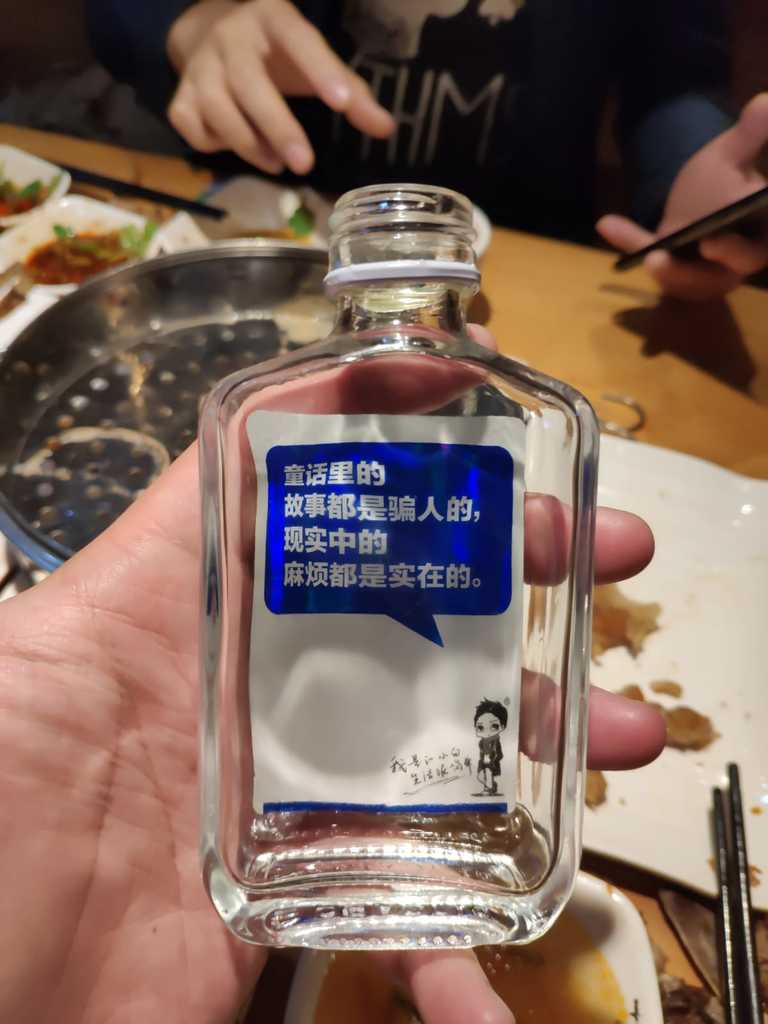 THM
童话里的
故事都是骗人的,
现实中的
麻烦都是实在的。
®
我是江小白
生活很简单